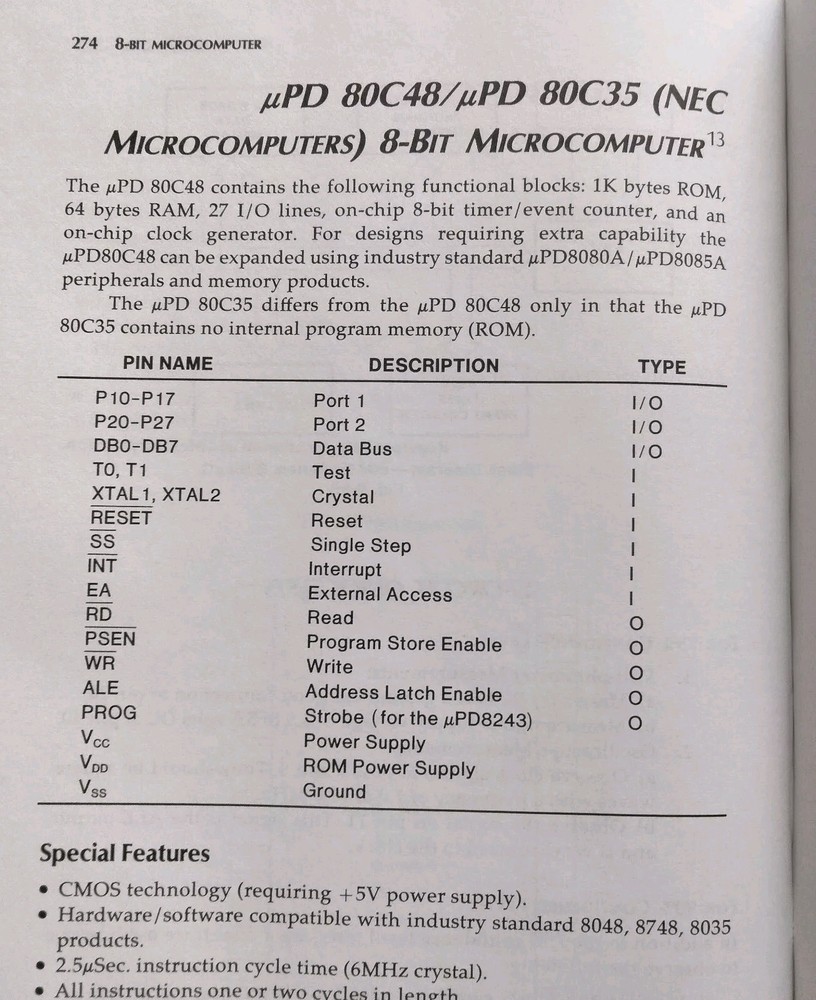 274 8-BIT MICROCOMPUTER
μPD 80C48/μPD 80C35 (NEC
MICROCOMPUTERS) 8-BIT MICROCOMPUTER¹³
The μPD 80C48 contains the following functional blocks: 1K bytes ROM,
64 bytes RAM, 27 I/O lines, on-chip 8-bit timer/event counter, and an
on-chip clock generator. For designs requiring extra capability the
μPD80C48 can be expanded using industry standard μPD8080A/μPD8085A
peripherals and memory products.
The μPD 80C35 differs from the μPD 80C48 only in that the μPD
80C35 contains no internal program memory (ROM).
PIN NAME DESCRIPTION TYPE
P10-P17 Port 1 I/O
P20-P27 Port 2 I/O
DB0-DB7 Data Bus I/O
T0, T1 Test I
XTAL1, XTAL2 Crystal I
R̅E̅S̅E̅T̅ Reset I
S̅S̅ Single Step I
I̅N̅T̅ Interrupt I
EA External Access I
R̅D̅ Read O
P̅S̅E̅N̅ Program Store Enable O
W̅R̅ Write O
ALE Address Latch Enable O
PROG Strobe (for the μPD8243) O
VCC Power Supply
VDD ROM Power Supply
VSS Ground
Special Features
• CMOS technology (requiring +5V power supply).
• Hardware/software compatible with industry standard 8048, 8748, 8035
products.
• 2.5μSec. instruction cycle time (6MHz crystal).
• All instructions one or two cycles in length